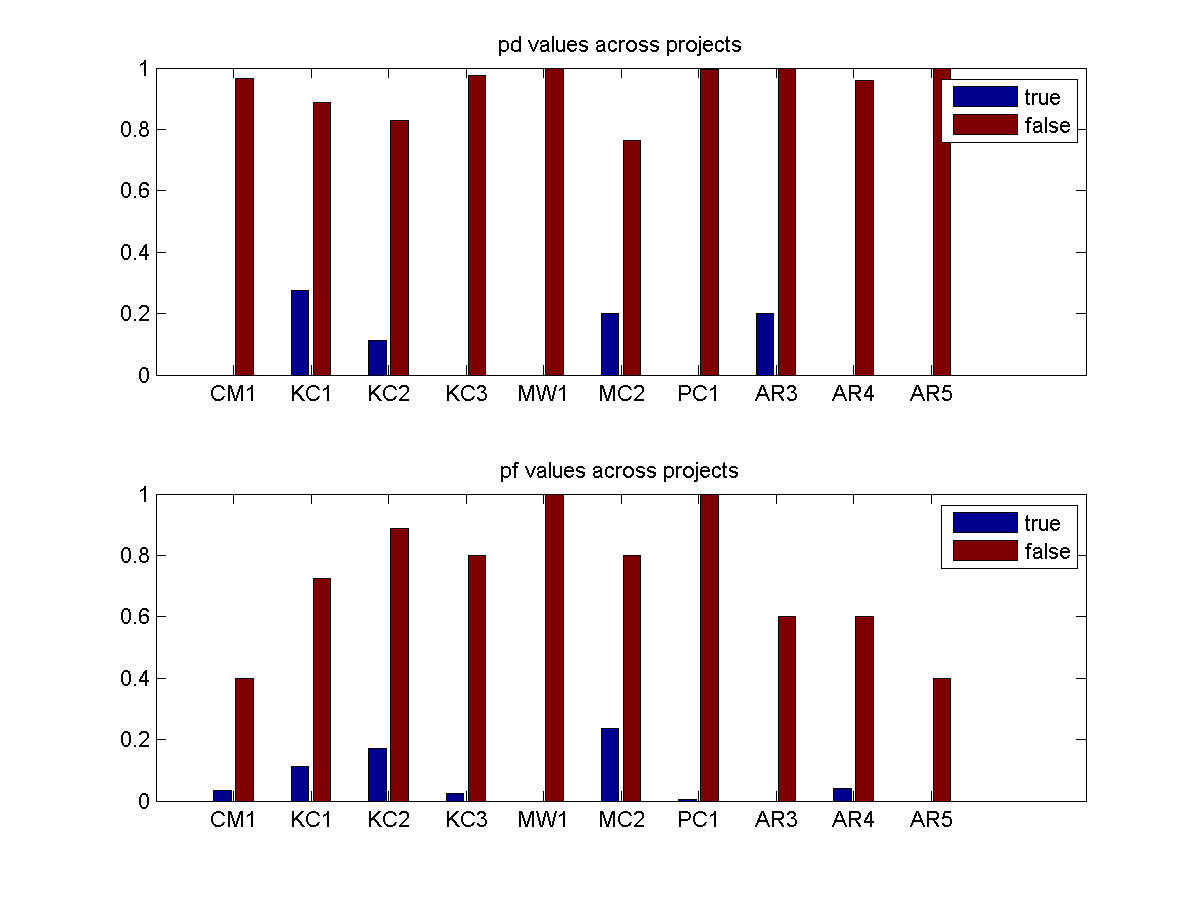 pd values across projects
1
0.8
0.6
0.4
0.2
0
true
false
CM1 KC1 KC2 KC3 MW1 MC2 PC1 AR3 AR4 AR5
pf values across projects
1
0.8
0.6
0.4
0.2
0
true
false
CM1 KC1 KC2 KC3 MW1 MC2 PC1 AR3 AR4 AR5